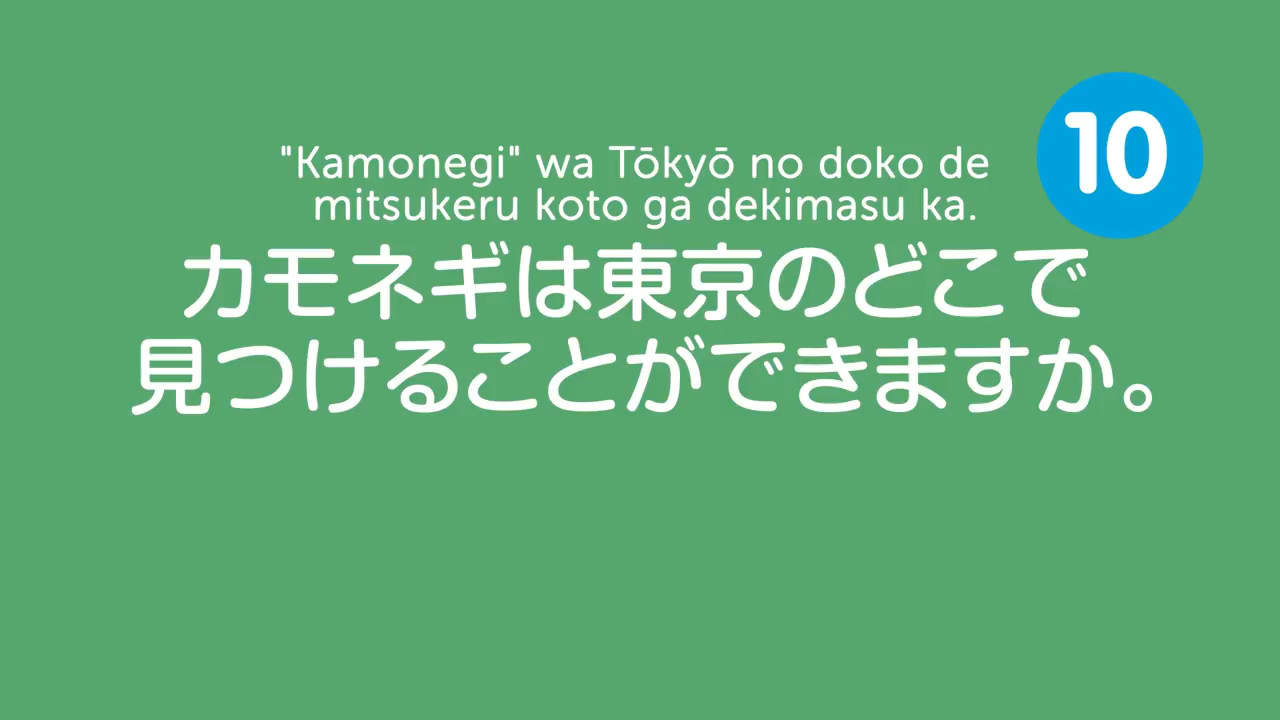 10
"Kamonegi" wa Tōkyō no doko de
mitsukeru koto ga dekimasu ka.
カモネギは東京のどこで
見つけることができますか。